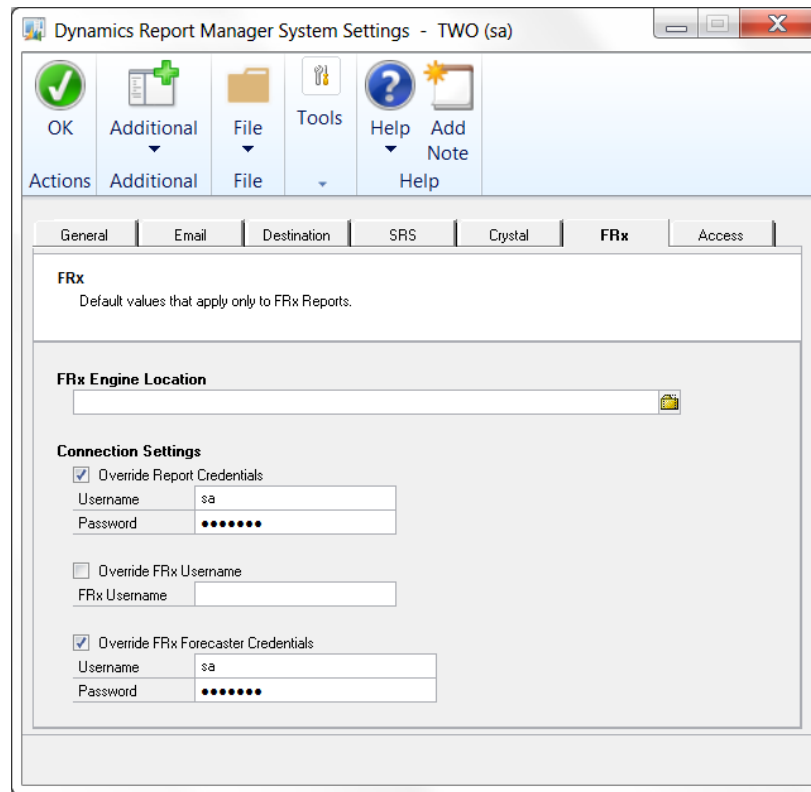 Dynamics Report Manager System Settings  -  TWO (sa)
OK
Additional
File
Tools
Help
Add
Note
Actions
Additional
File
Help
General
Email
Destination
SRS
Crystal
FRx
Access
FRx
Default values that apply only to FRx Reports.
FRx Engine Location
Connection Settings
Override Report Credentials
Username sa
Password •••••••
Override FRx Username
FRx Username
Override FRx Forecaster Credentials
Username sa
Password •••••••